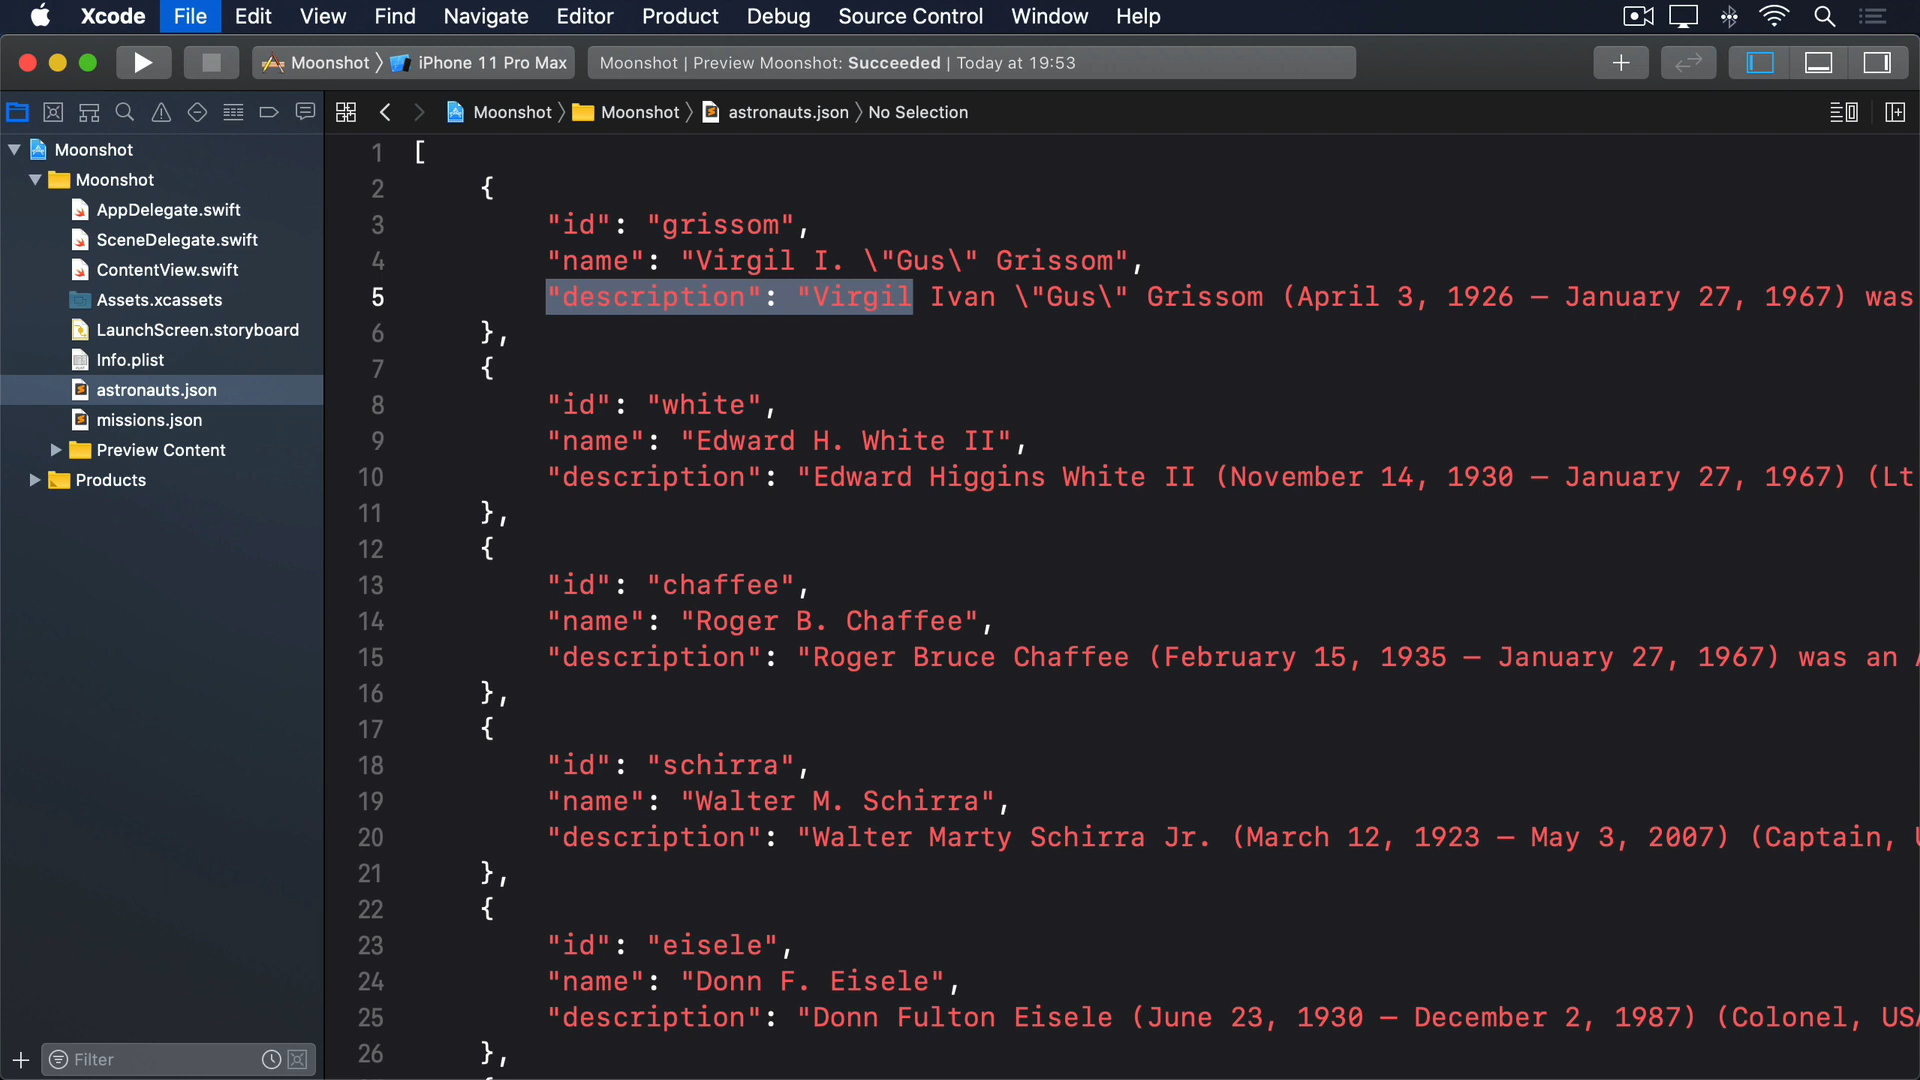 Xcode File Edit View Find Navigate Editor Product Debug Source Control Window Help
Moonshot iPhone 11 Pro Max Moonshot | Preview Moonshot: Succeeded | Today at 19:53
Moonshot Moonshot astronauts.json No Selection
Moonshot
Moonshot
AppDelegate.swift
SceneDelegate.swift
ContentView.swift
Assets.xcassets
LaunchScreen.storyboard
Info.plist
astronauts.json
missions.json
Preview Content
Products
Filter
1 [
2 {
3 "id": "grissom",
4 "name": "Virgil I. \"Gus\" Grissom",
5 "description": "Virgil Ivan \"Gus\" Grissom (April 3, 1926 – January 27, 1967) was
6 },
7 {
8 "id": "white",
9 "name": "Edward H. White II",
10 "description": "Edward Higgins White II (November 14, 1930 – January 27, 1967) (Lt
11 },
12 {
13 "id": "chaffee",
14 "name": "Roger B. Chaffee",
15 "description": "Roger Bruce Chaffee (February 15, 1935 – January 27, 1967) was an
16 },
17 {
18 "id": "schirra",
19 "name": "Walter M. Schirra",
20 "description": "Walter Marty Schirra Jr. (March 12, 1923 – May 3, 2007) (Captain,
21 },
22 {
23 "id": "eisele",
24 "name": "Donn F. Eisele",
25 "description": "Donn Fulton Eisele (June 23, 1930 – December 2, 1987) (Colonel,
26 },